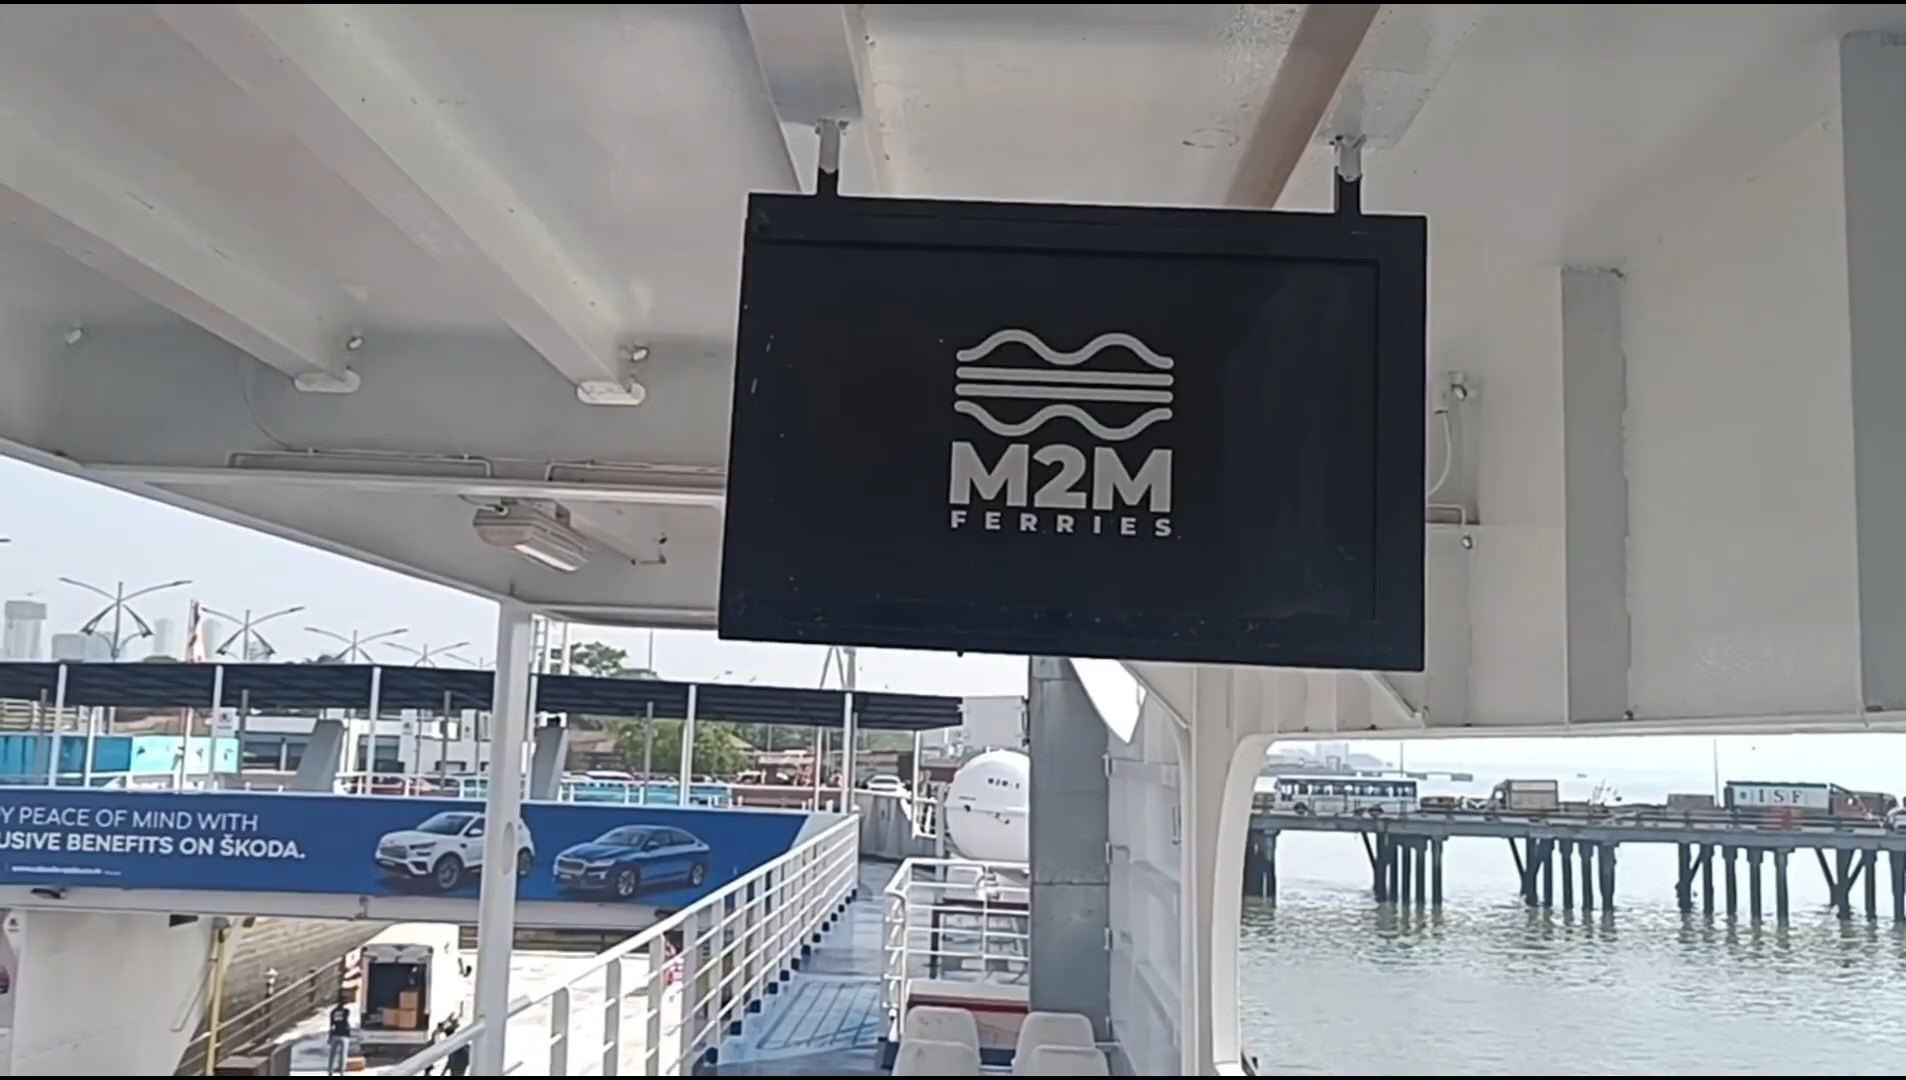 M2M
FERRIES
Y PEACE OF MIND WITH
USIVE BENEFITS ON ŠKODA.
ISF